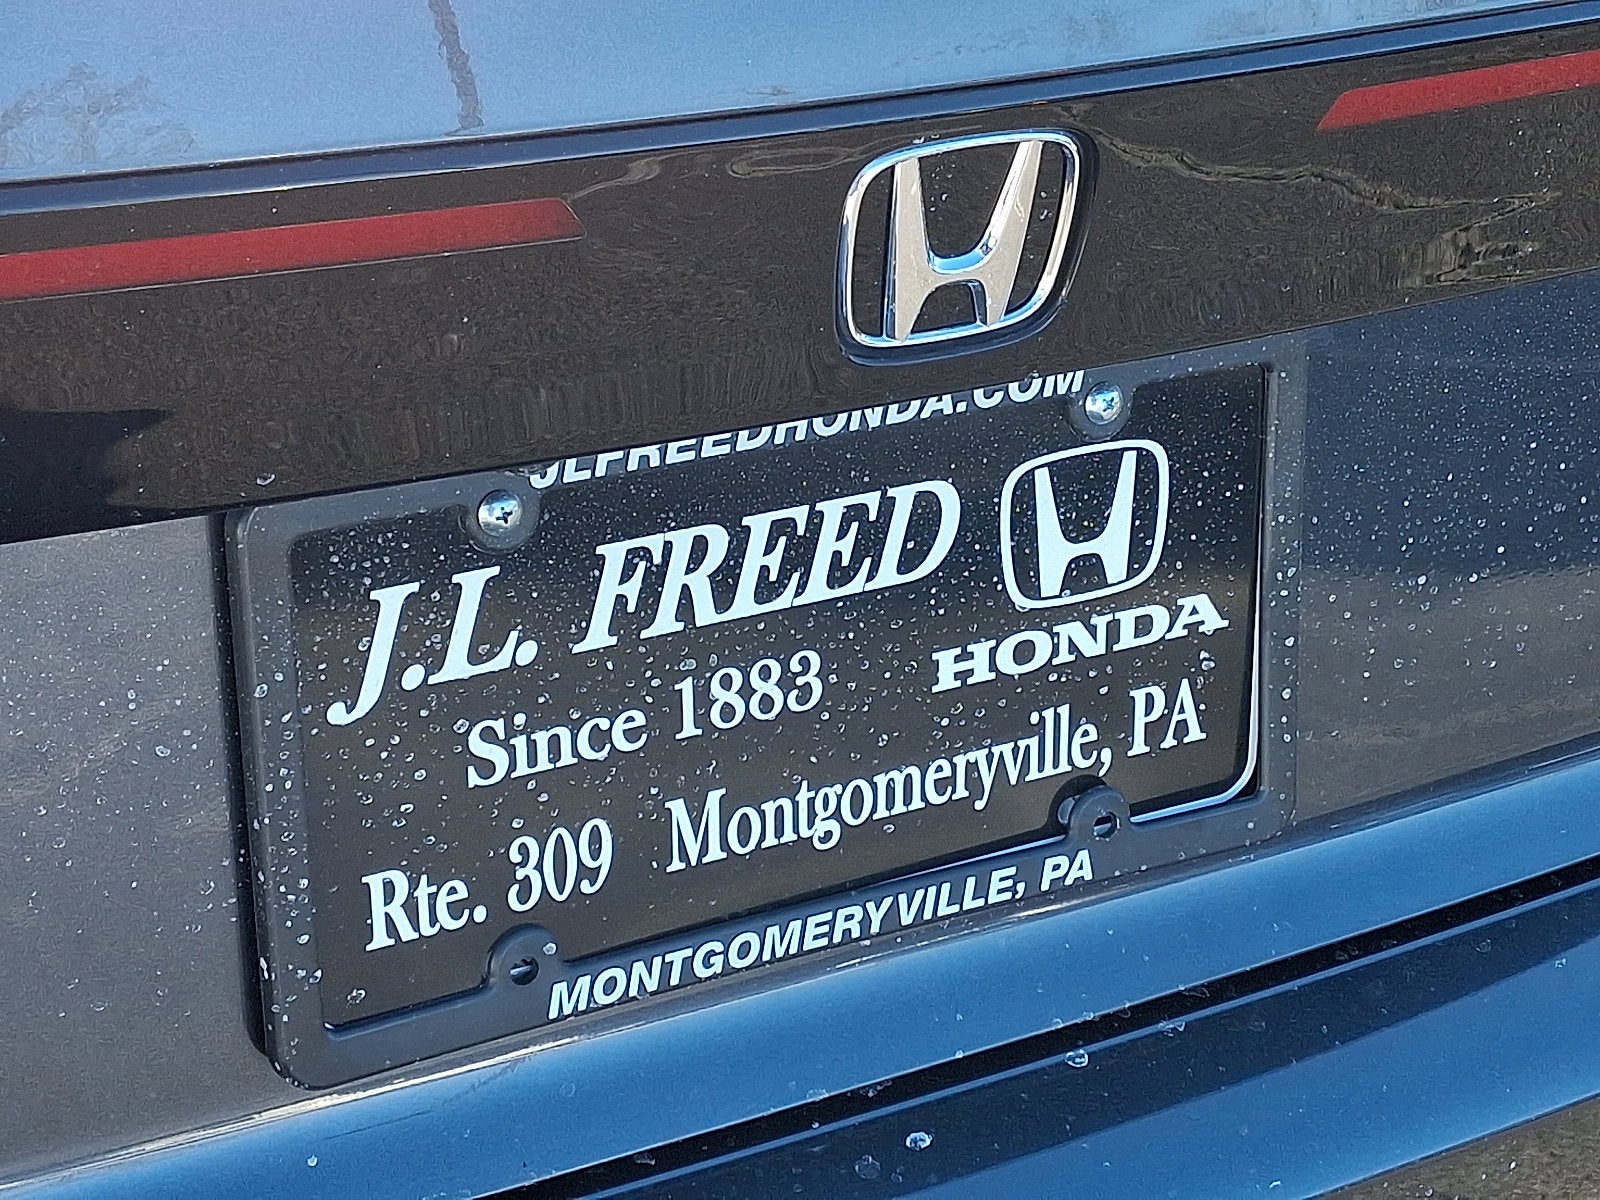 JLFREEDHONDA.COM
J.L. FREED
HONDA
Since 1883
Rte. 309 Montgomeryville, PA
MONTGOMERYVILLE, PA